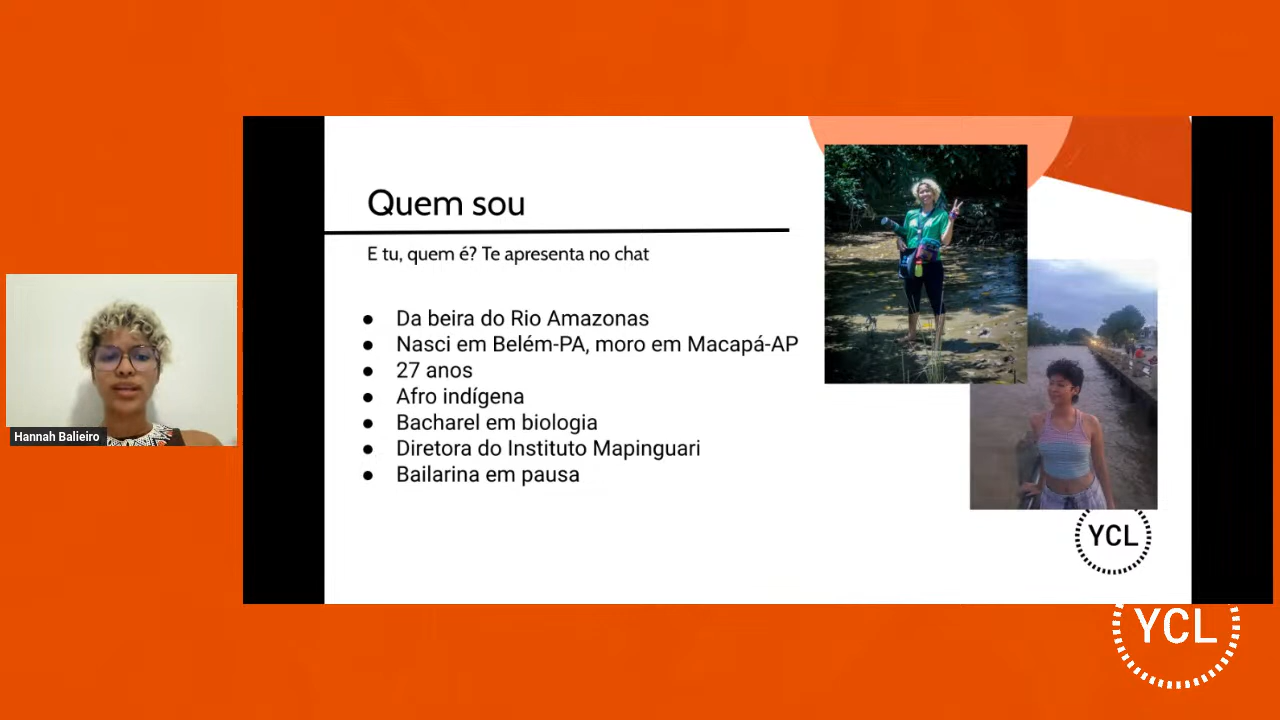 Quem sou
E tu, quem é? Te apresenta no chat
● Da beira do Rio Amazonas
● Nasci em Belém-PA, moro em Macapá-AP
● 27 anos
● Afro indígena
● Bacharel em biologia
● Diretora do Instituto Mapinguari
● Bailarina em pausa
Hannah Balieiro
YCL
YCL